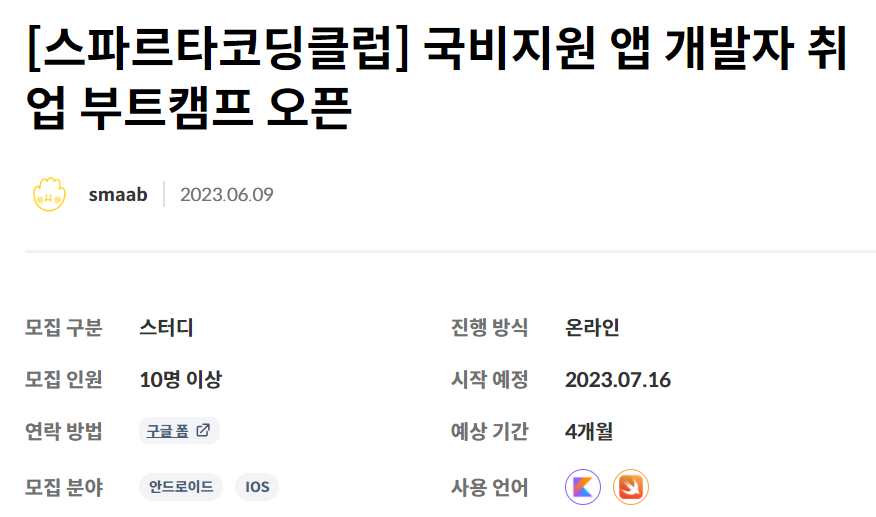 [스파르타코딩클럽] 국비지원 앱 개발자 취
업 부트캠프 오픈
smaab 2023.06.09
모집 구분 스터디 진행 방식 온라인
모집 인원 10명 이상 시작 예정 2023.07.16
연락 방법 구글 폼 예상 기간 4개월
모집 분야 안드로이드 IOS 사용 언어